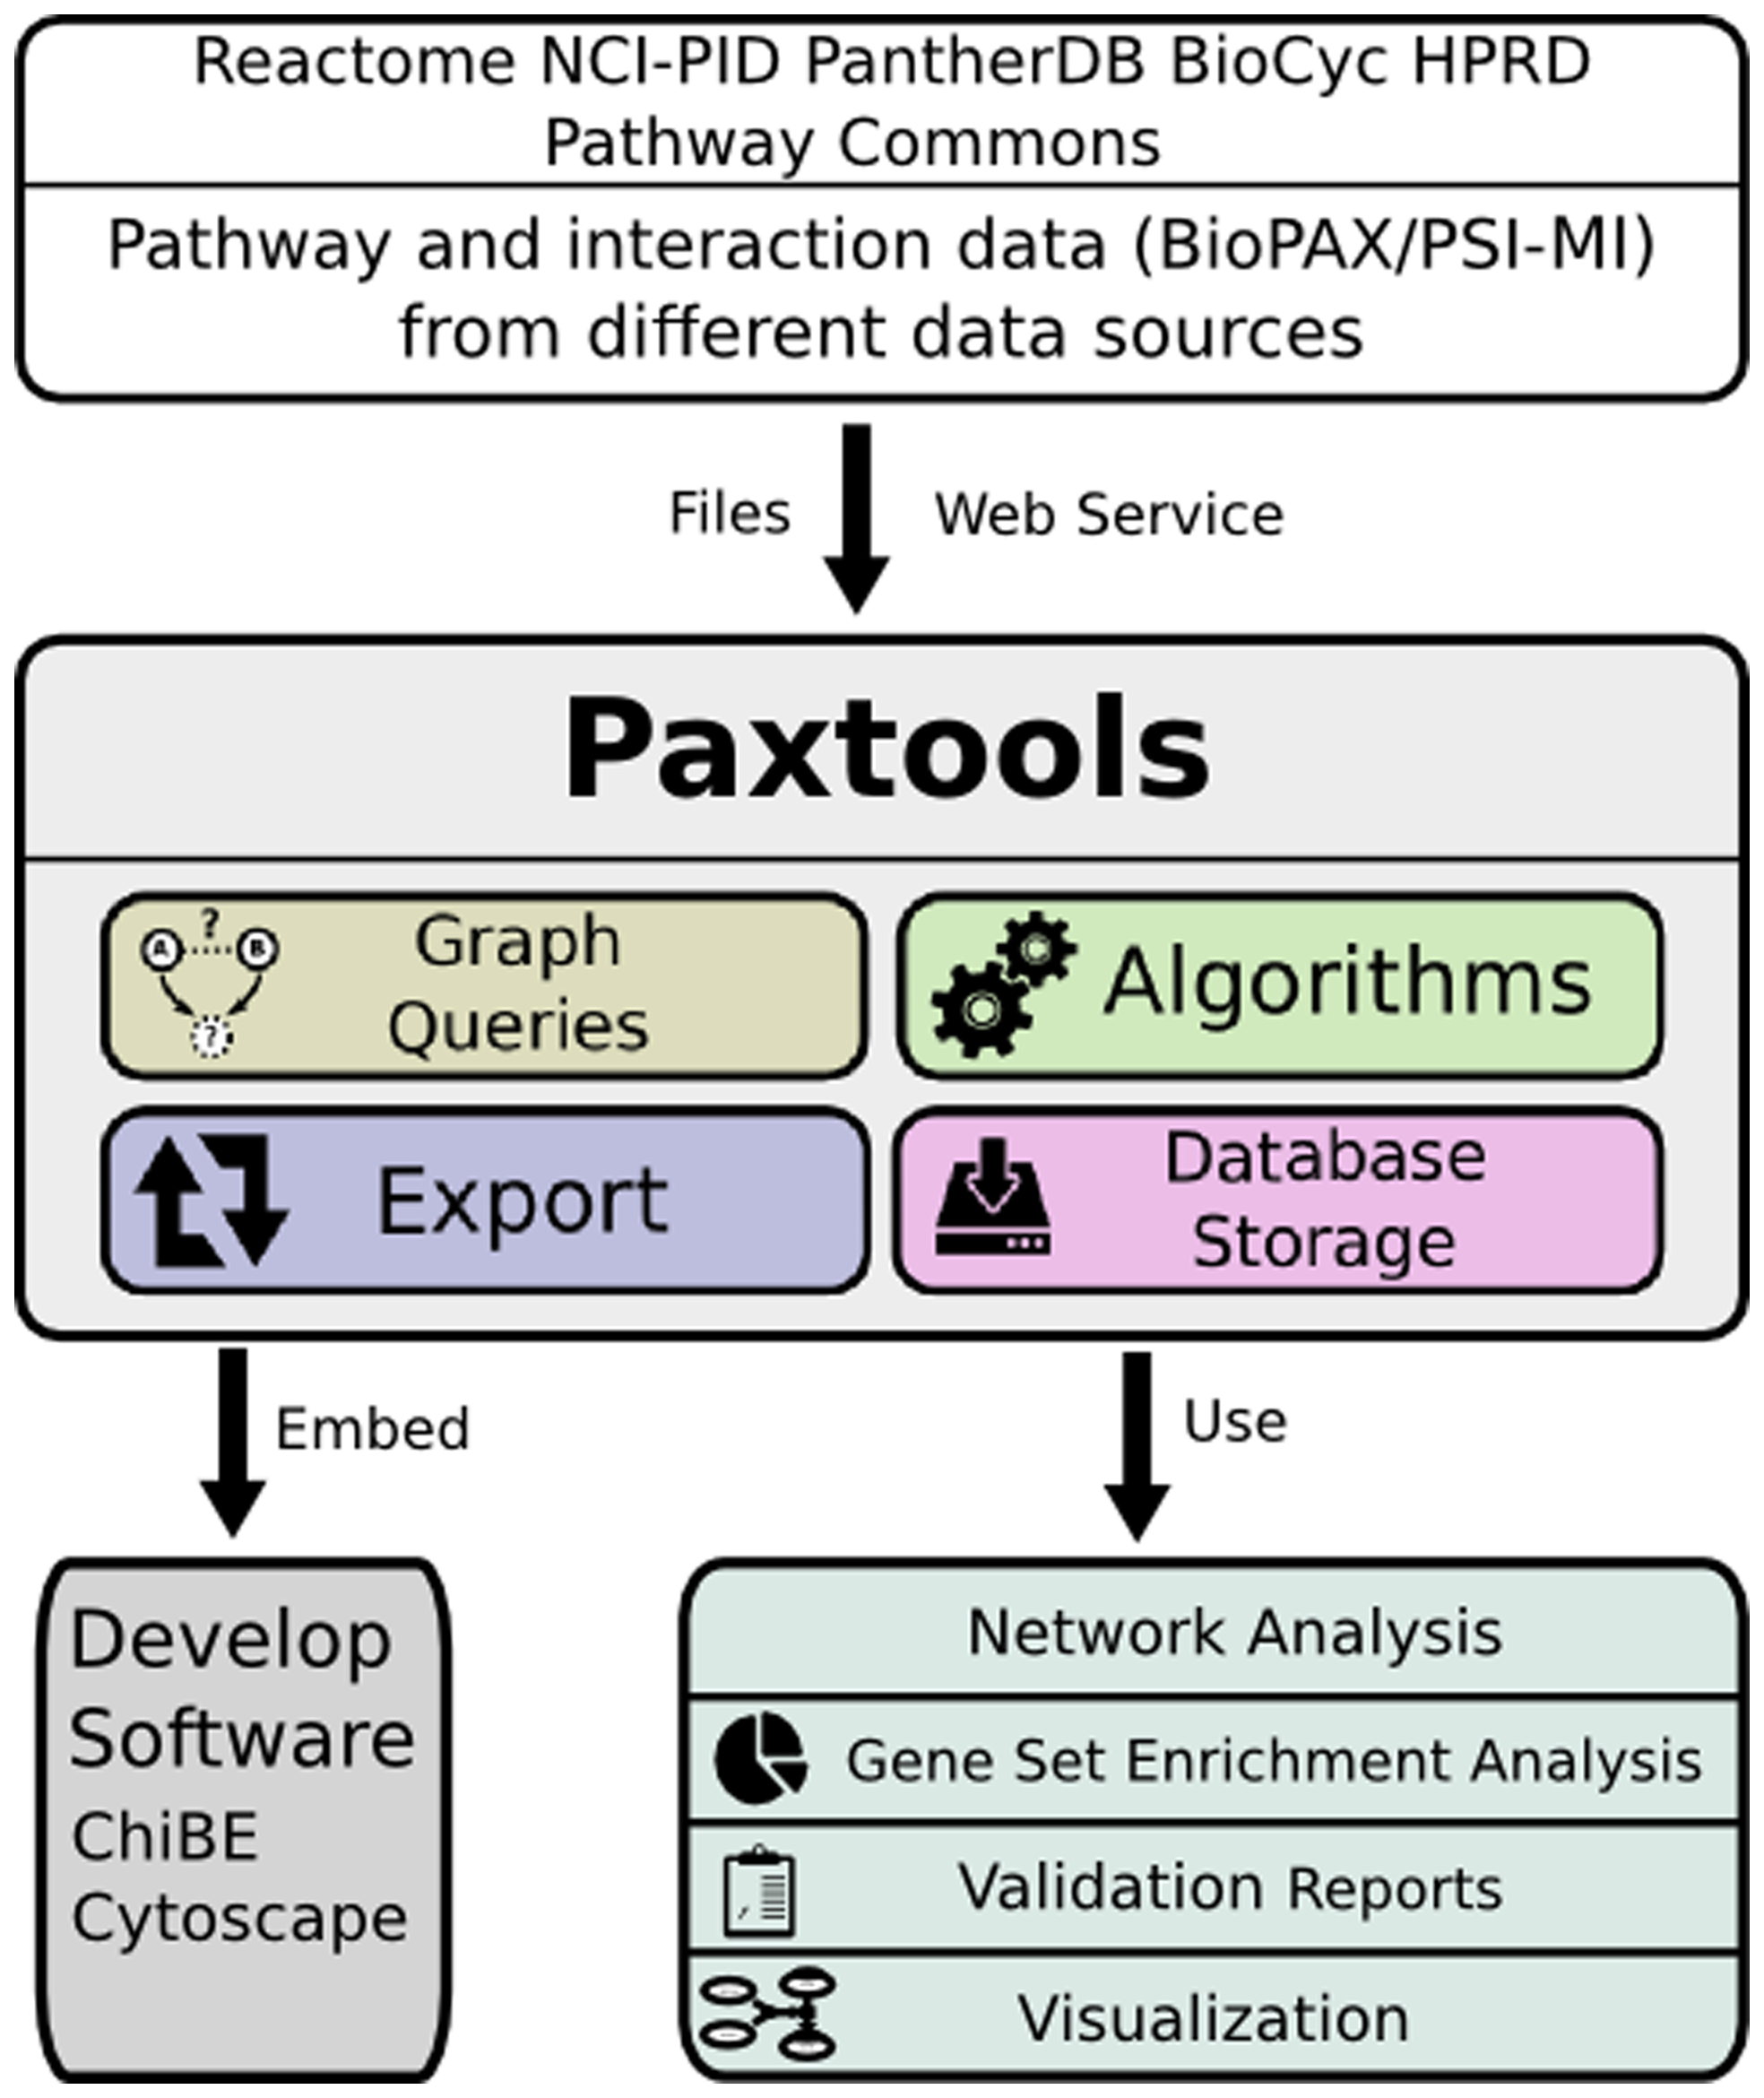 Reactome NCI-PID PantherDB BioCyc HPRD
Pathway Commons
Pathway and interaction data (BioPAX/PSI-MI)
from different data sources
Files
Web Service
Paxtools
?
A
B
?
Graph
Queries
Algorithms
Export
Database
Storage
Embed
Use
Develop
Software
ChiBE
Cytoscape
Network Analysis
Gene Set Enrichment Analysis
Validation Reports
Visualization